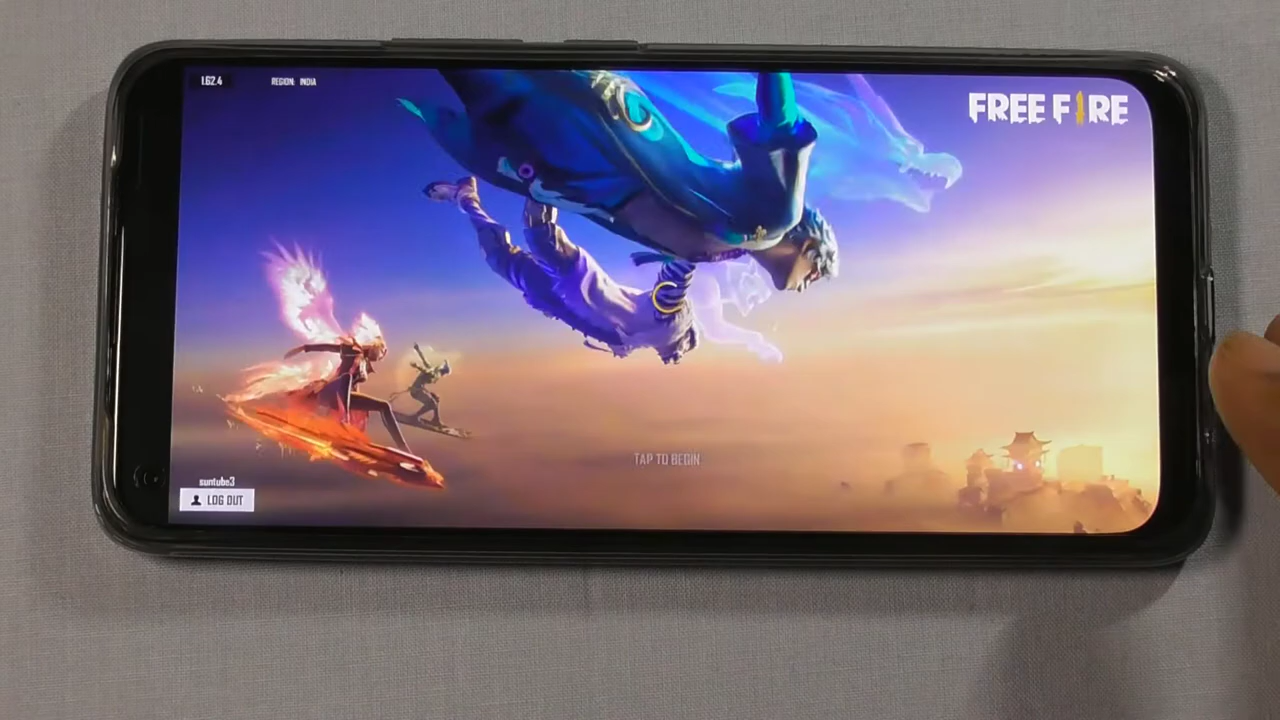 1.62.4
REGION: INDIA
FREE FIRE
TAP TO BEGIN
suntube3
LOG OUT